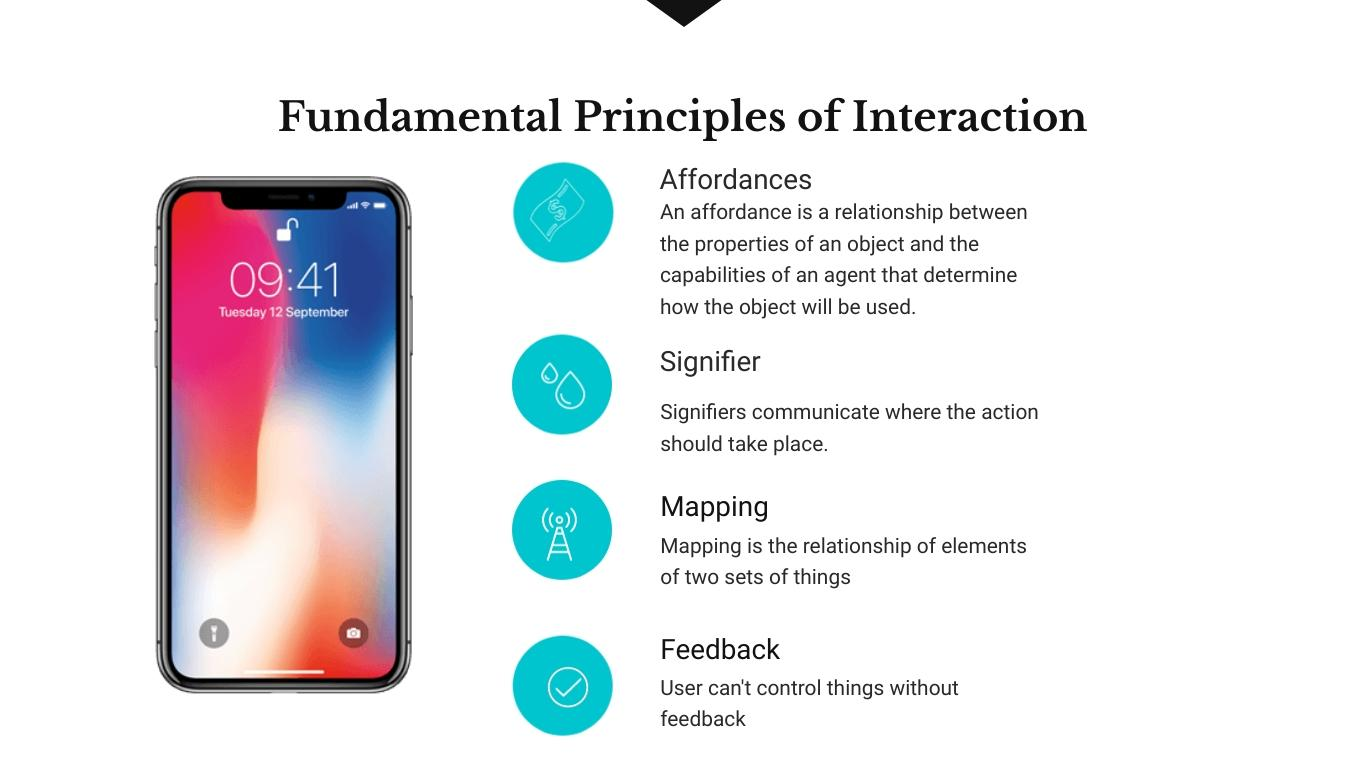 Fundamental Principles of Interaction
09:41
Tuesday 12 September
Affordances
An affordance is a relationship between
the properties of an object and the
capabilities of an agent that determine
how the object will be used.
Signifier
Signifiers communicate where the action
should take place.
Mapping
Mapping is the relationship of elements
of two sets of things
Feedback
User can't control things without
feedback